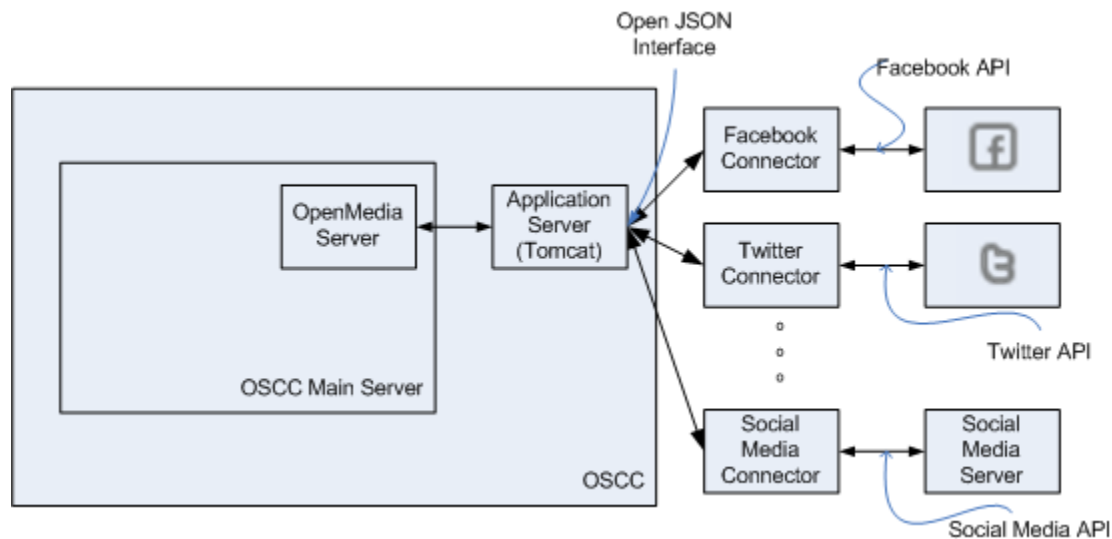 Open JSON
Interface
Facebook API
Facebook
Connector
f
OpenMedia
Server
Application
Server
(Tomcat)
Twitter
Connector
t
Twitter API
OSCC Main Server
Social
Media
Connector
Social
Media
Server
OSCC
Social Media API